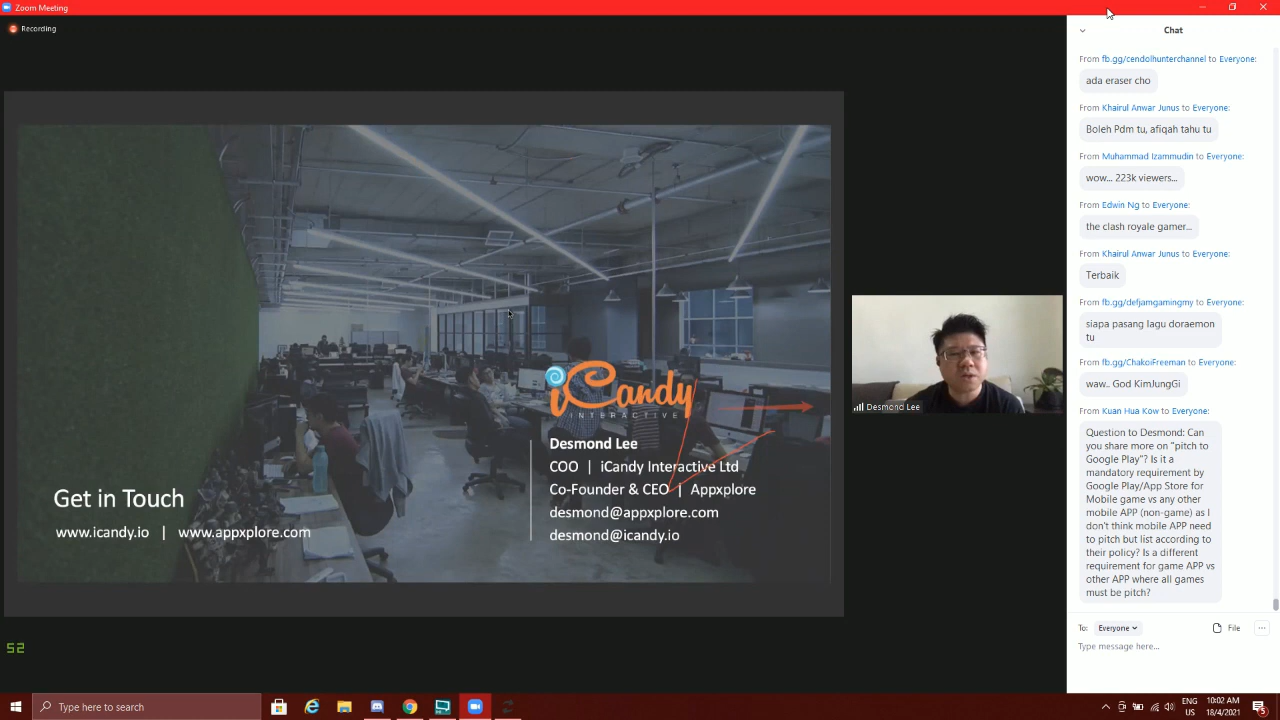 Zoom Meeting
Recording
iCandy
INTERACTIVE
Desmond Lee
COO | iCandy Interactive Ltd
Co-Founder & CEO | Appxplore
desmond@appxplore.com
desmond@icandy.io
Get in Touch
www.icandy.io | www.appxplore.com
Desmond Lee
52
Chat
From fb.gg/cendolhunterchannel to Everyone:
ada eraser cho
From Khairul Anwar Junus to Everyone:
Boleh Pdm tu, afiqah tahu tu
From Muhammad Izammudin to Everyone:
wow... 223k viewers...
From Edwin Ng to Everyone:
the clash royale gamer...
From Khairul Anwar Junus to Everyone:
Terbaik
From fb.gg/defjamgamingmy to Everyone:
siapa pasang lagu doraemon
tu
From fb.gg/ChakoiFreeman to Everyone:
waw.. God KimJungGi
From Kuan Hua Kow to Everyone:
Question to Desmond: Can
you share more on "pitch to
Google Play"? Is it a
mandatory requirement by
Google Play/App Store for
Mobile game vs any other
mobile APP (non-game) as I
don't think mobile APP need
to pitch but list according to
their policy? Is a different
requirement for game APP vs
other APP where all games
must be pitch?
To: Everyone
File
Type message here...
Type here to search
ENG
US
10:02 AM
18/4/2021
5